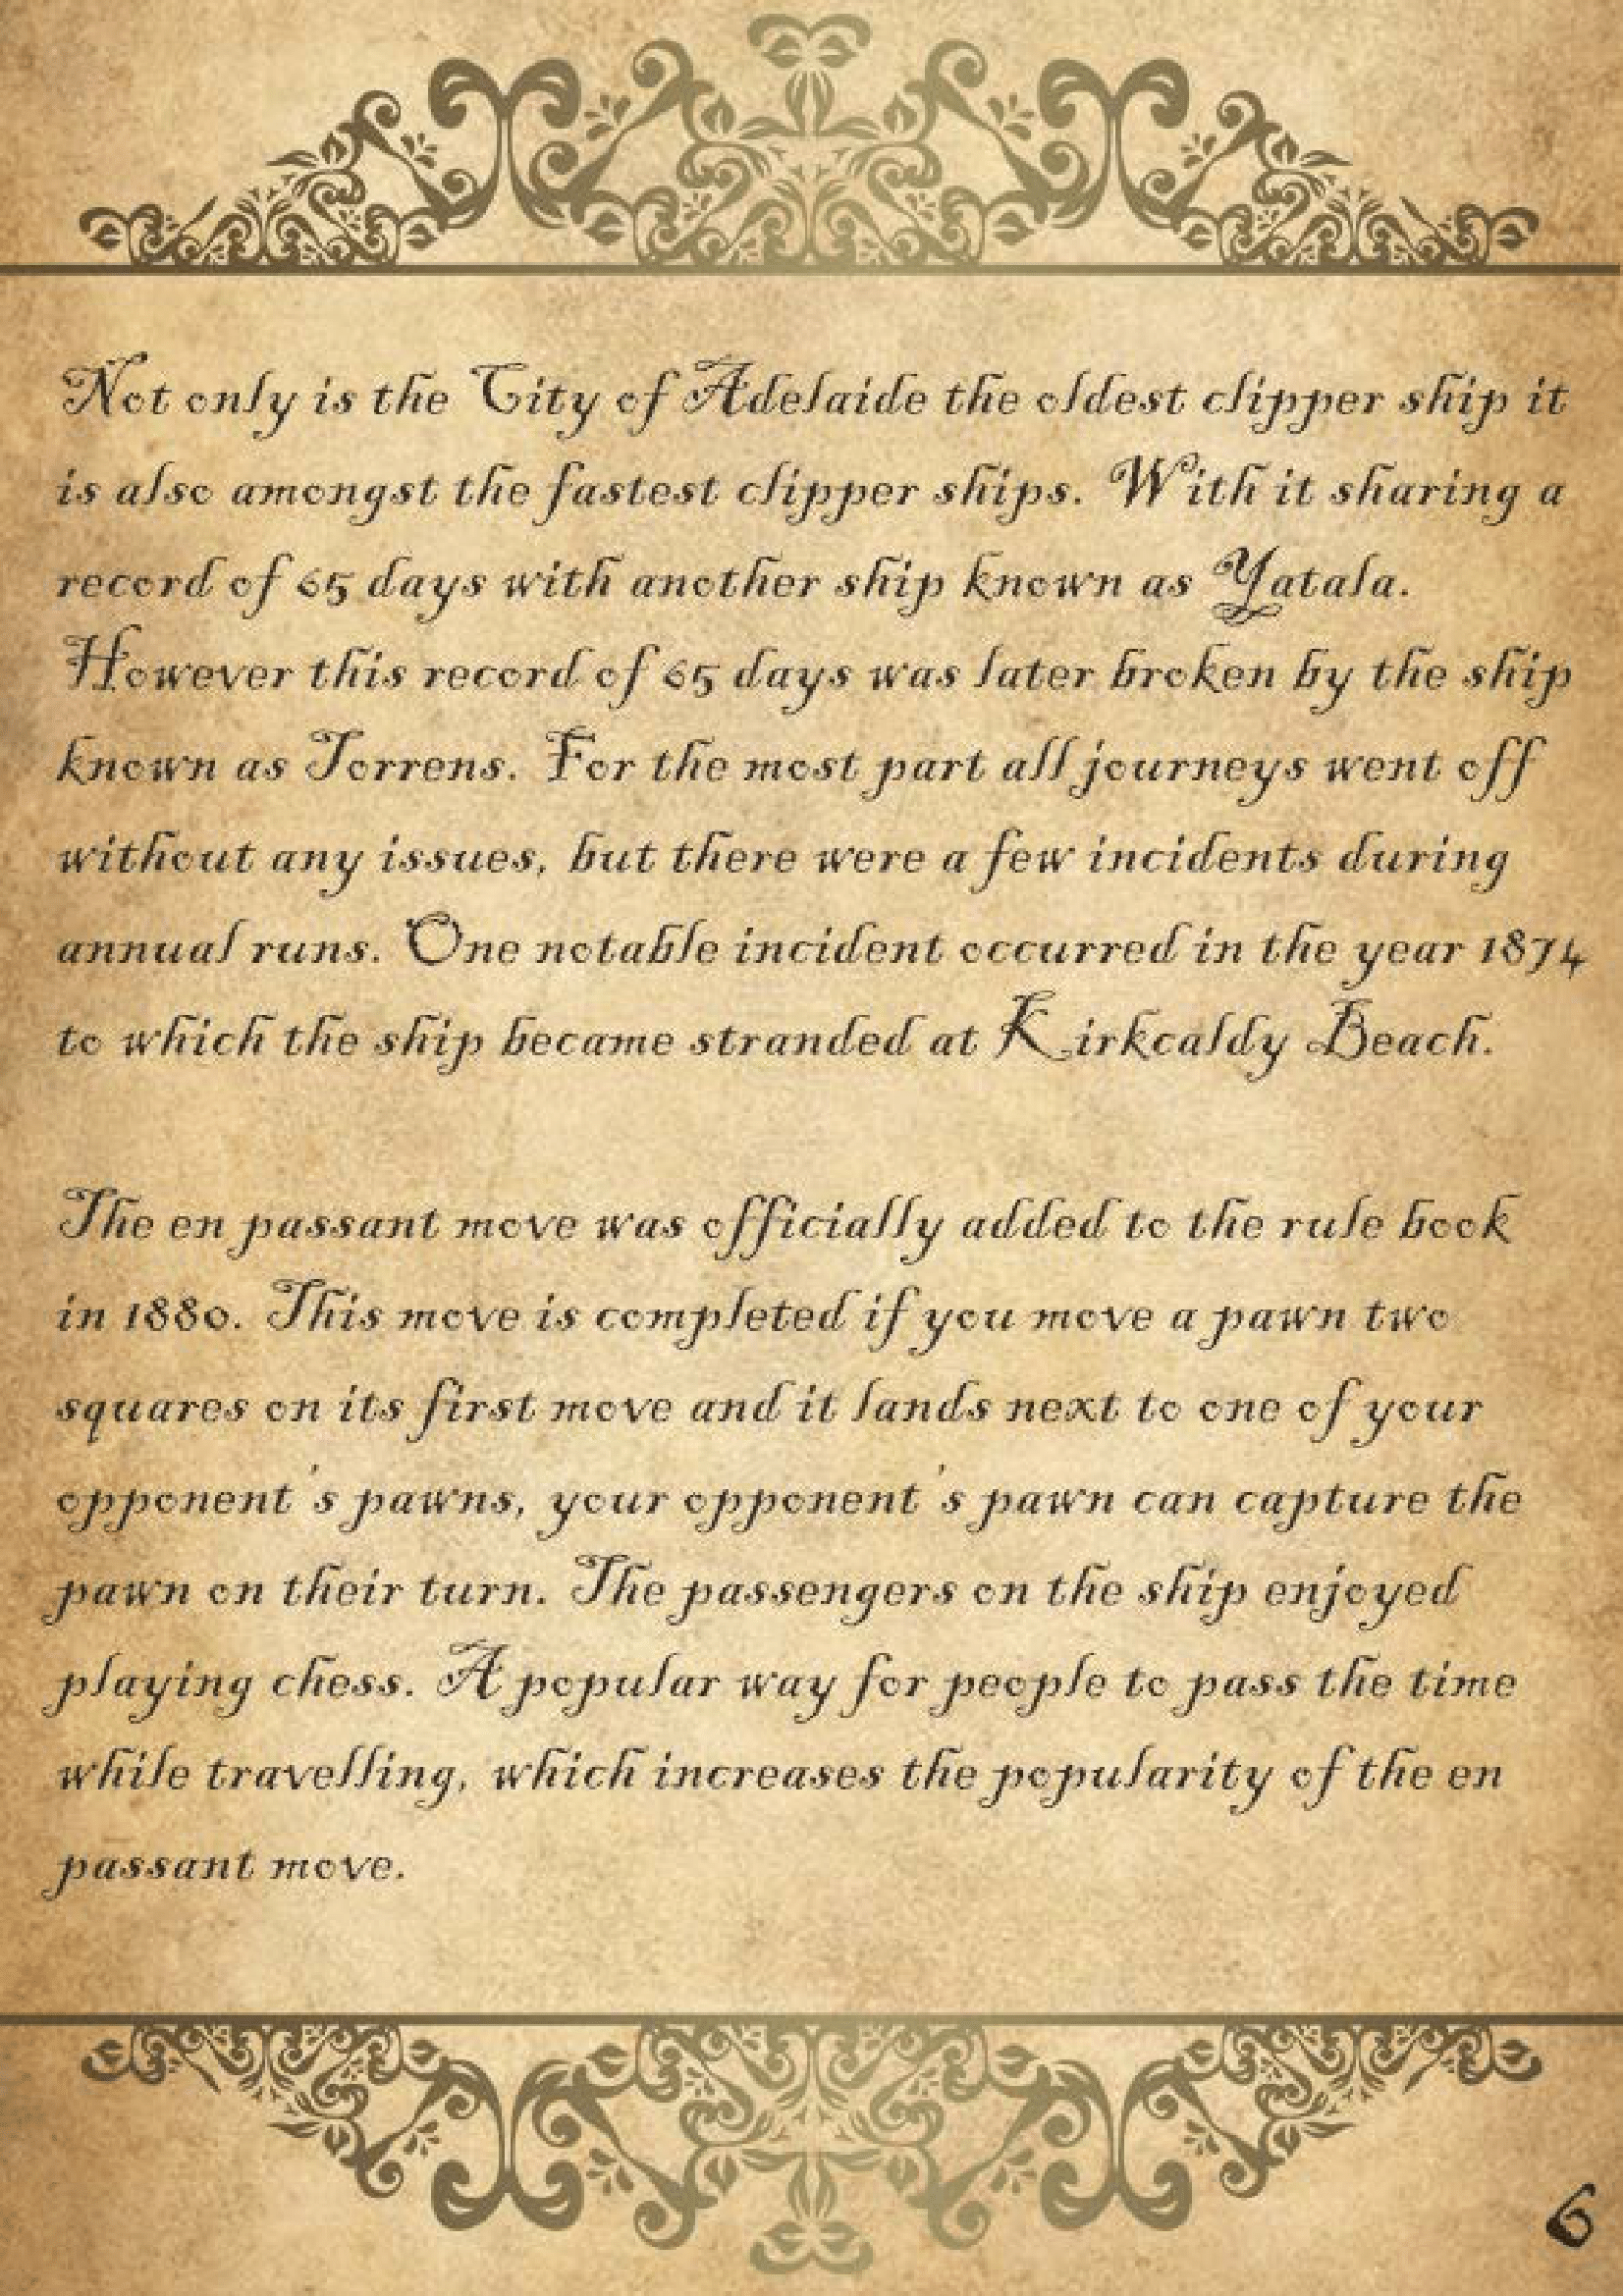 Not only is the City of Adelaide the oldest clipper ship it
is also amongst the fastest clipper ships. With it sharing a
record of 65 days with another ship known as Yatala.
However this record of 65 days was later broken by the ship
known as Torrens. For the most part all journeys went off
without any issues, but there were a few incidents during
annual runs. One notable incident occurred in the year 1874
to which the ship became stranded at Kirkcaldy Beach.
The en passant move was officially added to the rule book
in 1880. This move is completed if you move a pawn two
squares on its first move and it lands next to one of your
opponent's pawns, your opponent's pawn can capture the
pawn on their turn. The passengers on the ship enjoyed
playing chess. A popular way for people to pass the time
while travelling, which increases the popularity of the en
passant move.
6